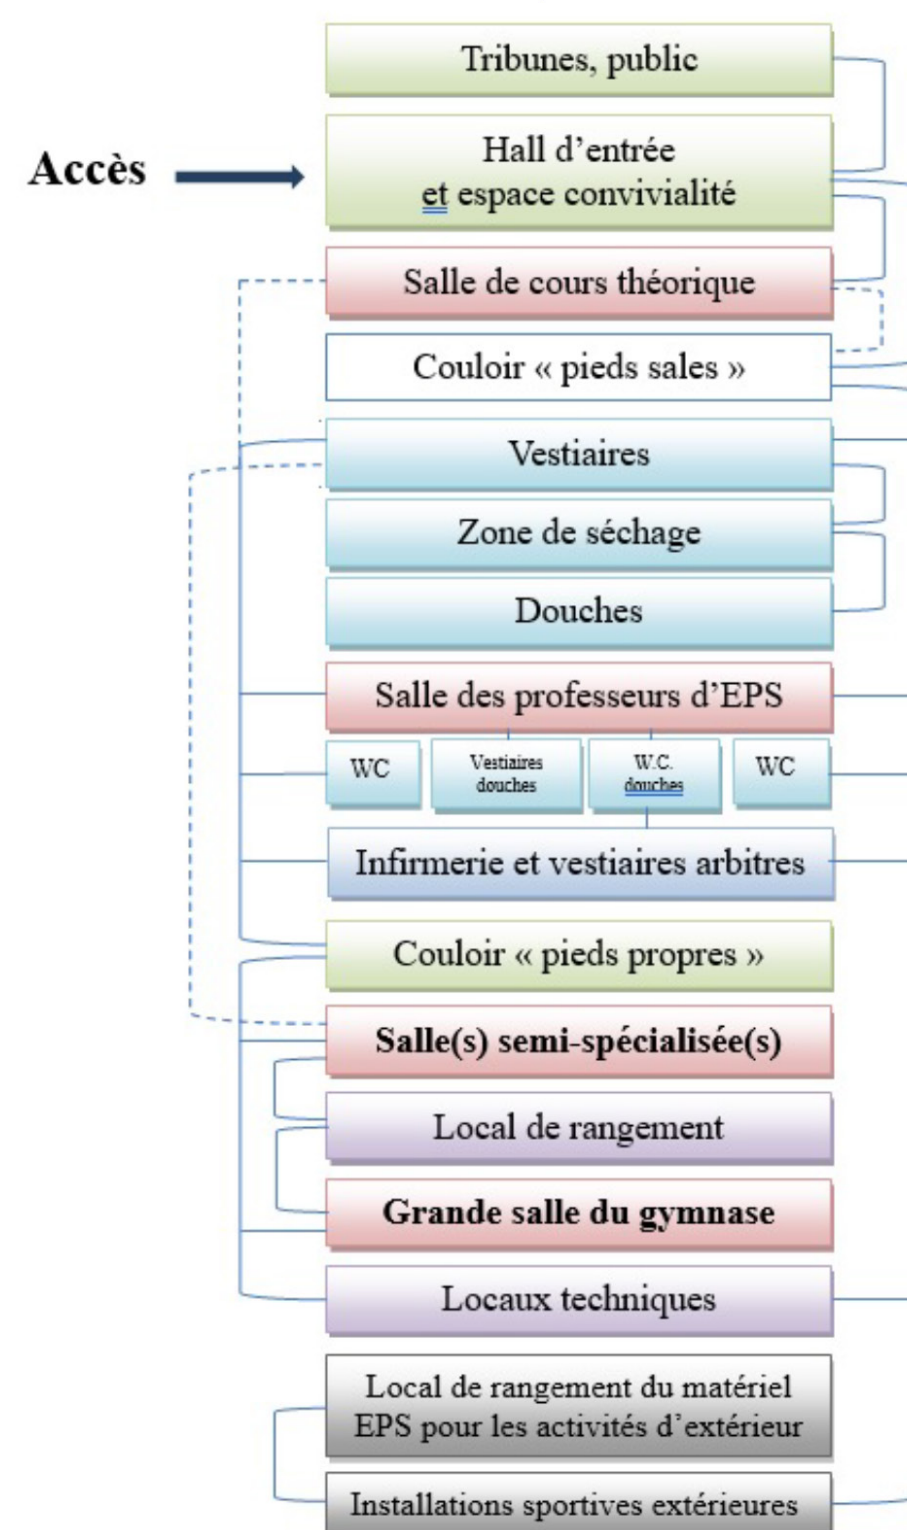 Tribunes, public
Accès
Hall d’entrée
et espace convivialité
Salle de cours théorique
Couloir « pieds sales »
Vestiaires
Zone de séchage
Douches
Salle des professeurs d’EPS
WC
Vestiaires
douches
W.C.
douches
WC
Infirmerie et vestiaires arbitres
Couloir « pieds propres »
Salle(s) semi-spécialisée(s)
Local de rangement
Grande salle du gymnase
Locaux techniques
Local de rangement du matériel
EPS pour les activités d’extérieur
Installations sportives extérieures